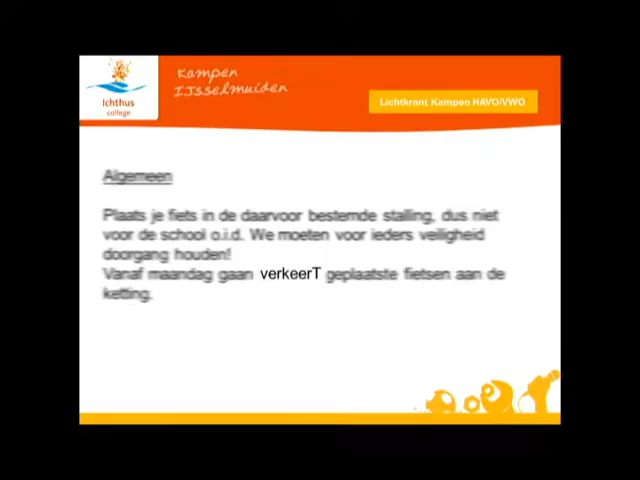 Ichthus
college
Kampen
IJsselmuiden
Lichtkrant Kampen HAVO/VWO
Algemeen
Plaats je fiets in de daarvoor bestemde stalling, dus niet
voor de school o.i.d. We moeten voor ieders veiligheid
doorgang houden!
Vanaf maandag gaan verkeerT geplaatste fietsen aan de
ketting.